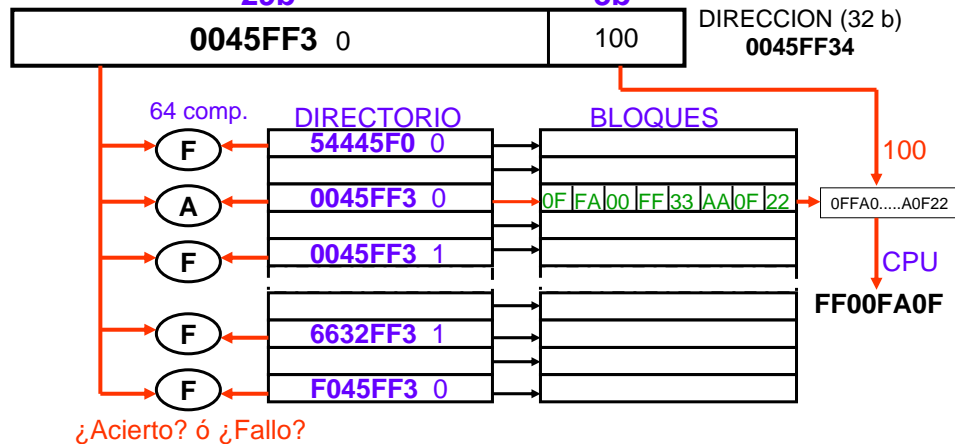 0045FF3 0 100
DIRECCION (32 b)
0045FF34
64 comp.
DIRECTORIO
BLOQUES
F
54445F0 0
100
A
0045FF3 0
0F FA 00 FF 33 AA 0F 22
0FFA0.....A0F22
F
0045FF3 1
CPU
FF00FA0F
F
6632FF3 1
F
F045FF3 0
¿Acierto? ó ¿Fallo?